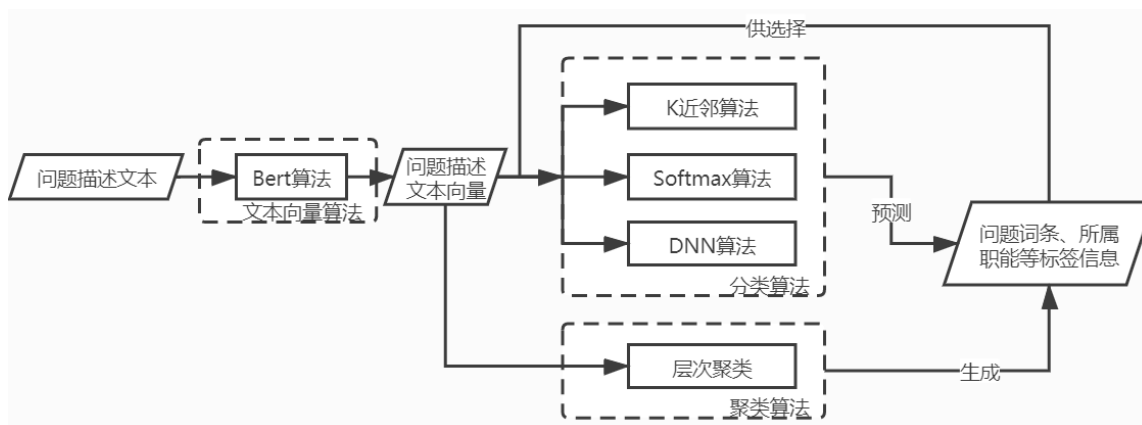 供选择
K近邻算法
问题描述文本
Bert算法
文本向量算法
问题描述
文本向量
Softmax算法
DNN算法
分类算法
预测
问题词条、所属
职能等标签信息
层次聚类
聚类算法
生成